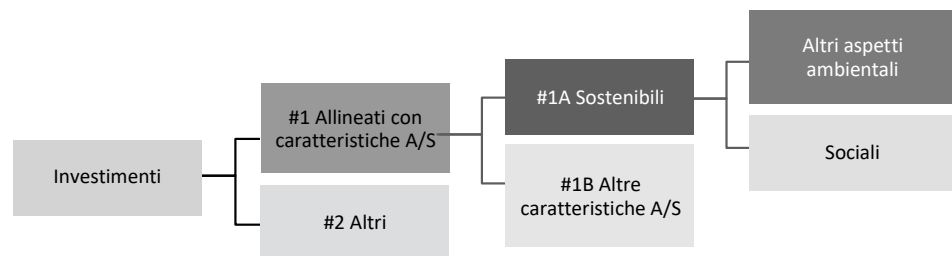 Investimenti
#1 Allineati con
caratteristiche A/S
#2 Altri
#1A Sostenibili
#1B Altre
caratteristiche A/S
Altri aspetti
ambientali
Sociali